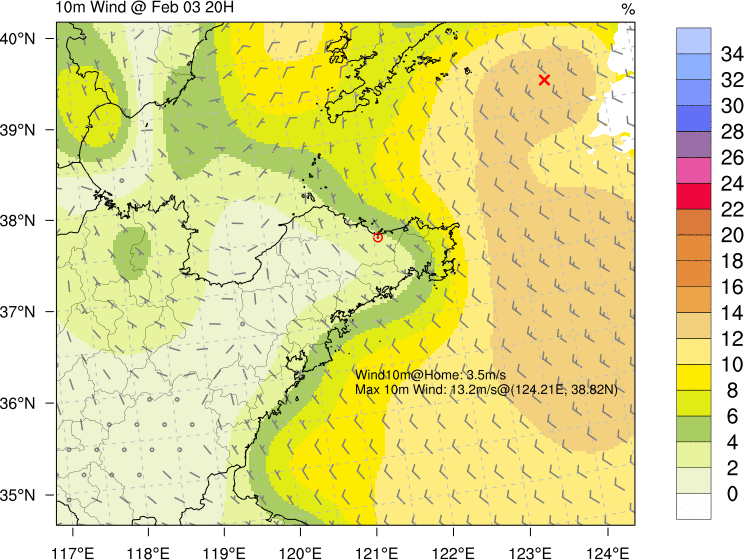 10m Wind @ Feb 03 20H
%
40°N
39°N
38°N
37°N
36°N
35°N
117°E
118°E
119°E
120°E
121°E
122°E
123°E
124°E
Wind10m@Home: 3.5m/s
Max 10m Wind: 13.2m/s@(124.21E, 38.82N)
34
32
30
28
26
24
22
20
18
16
14
12
10
8
6
4
2
0